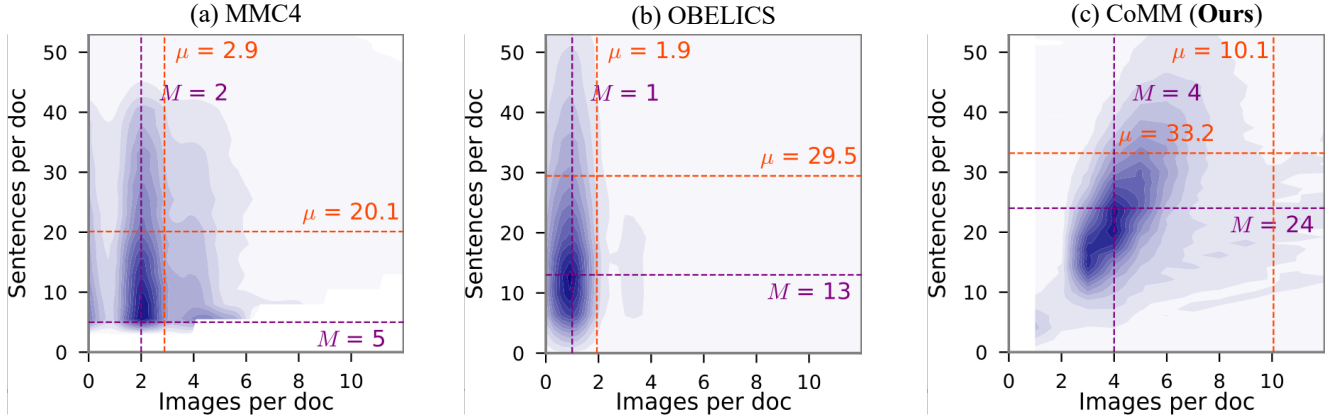 (a) MMC4
50
40
30
20
10
0
Sentences per doc
μ = 2.9
M = 2
μ = 20.1
M = 5
0 2 4 6 8 10
Images per doc
(b) OBELICS
50
40
30
20
10
0
Sentences per doc
μ = 1.9
M = 1
μ = 29.5
M = 13
0 2 4 6 8 10
Images per doc
(c) CoMM (Ours)
50
40
30
20
10
0
Sentences per doc
μ = 10.1
M = 4
μ = 33.2
M = 24
0 2 4 6 8 10
Images per doc